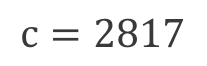 c = 2817